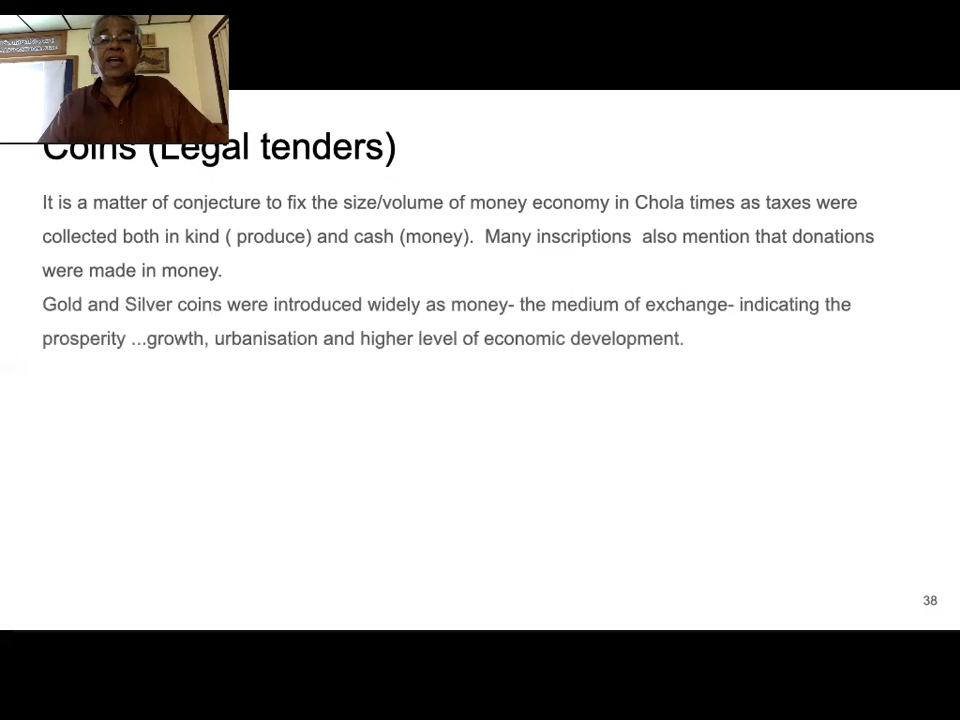 Coins (Legal tenders)
It is a matter of conjecture to fix the size/volume of money economy in Chola times as taxes were
collected both in kind ( produce) and cash (money).  Many inscriptions  also mention that donations
were made in money.
Gold and Silver coins were introduced widely as money- the medium of exchange- indicating the
prosperity ...growth, urbanisation and higher level of economic development.
38